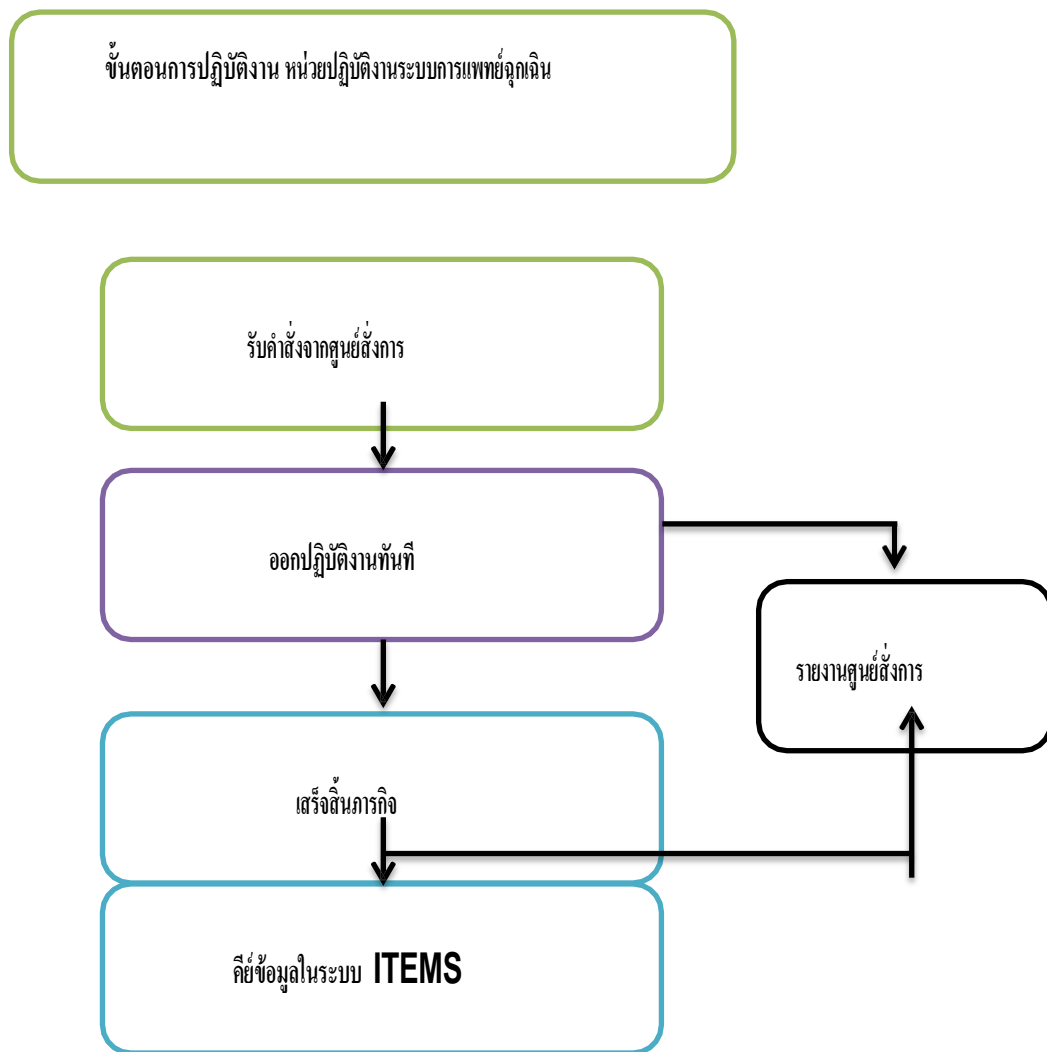 ขั้นตอนการปฏิบัติงาน หน่วยปฏิบัติงานระบบการแพทย์ฉุกเฉิน
รับคำสั่งจากศูนย์สั่งการ
ออกปฏิบัติงานทันที
รายงานศูนย์สั่งการ
เสร็จสิ้นภารกิจ
คีย์ข้อมูลในระบบ ITEMS